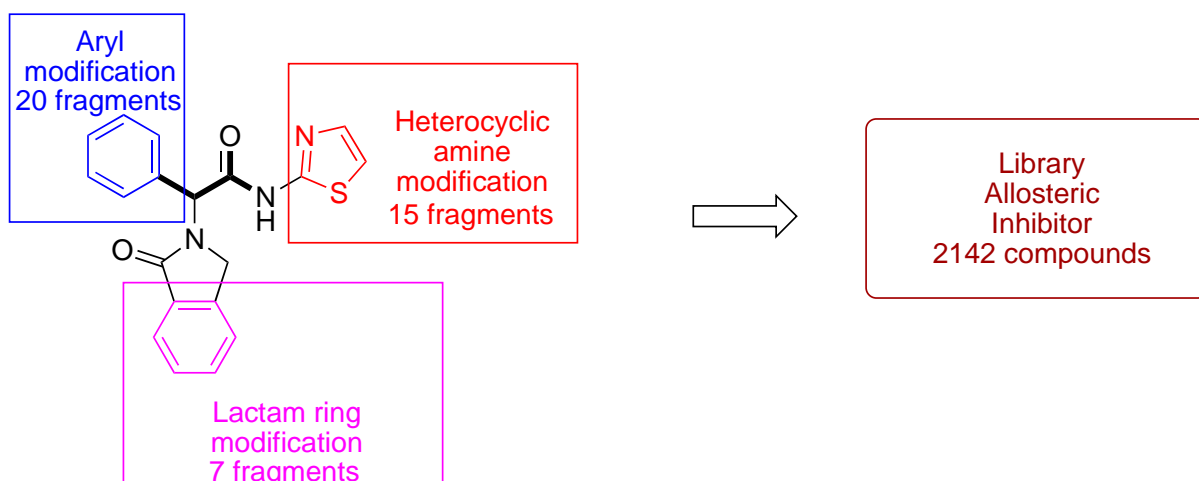 Aryl
modification
20 fragments
O
N
S
N
H
Heterocyclic
amine
modification
15 fragments
N
O
Lactam ring
modification
7 fragments
Library
Allosteric
Inhibitor
2142 compounds